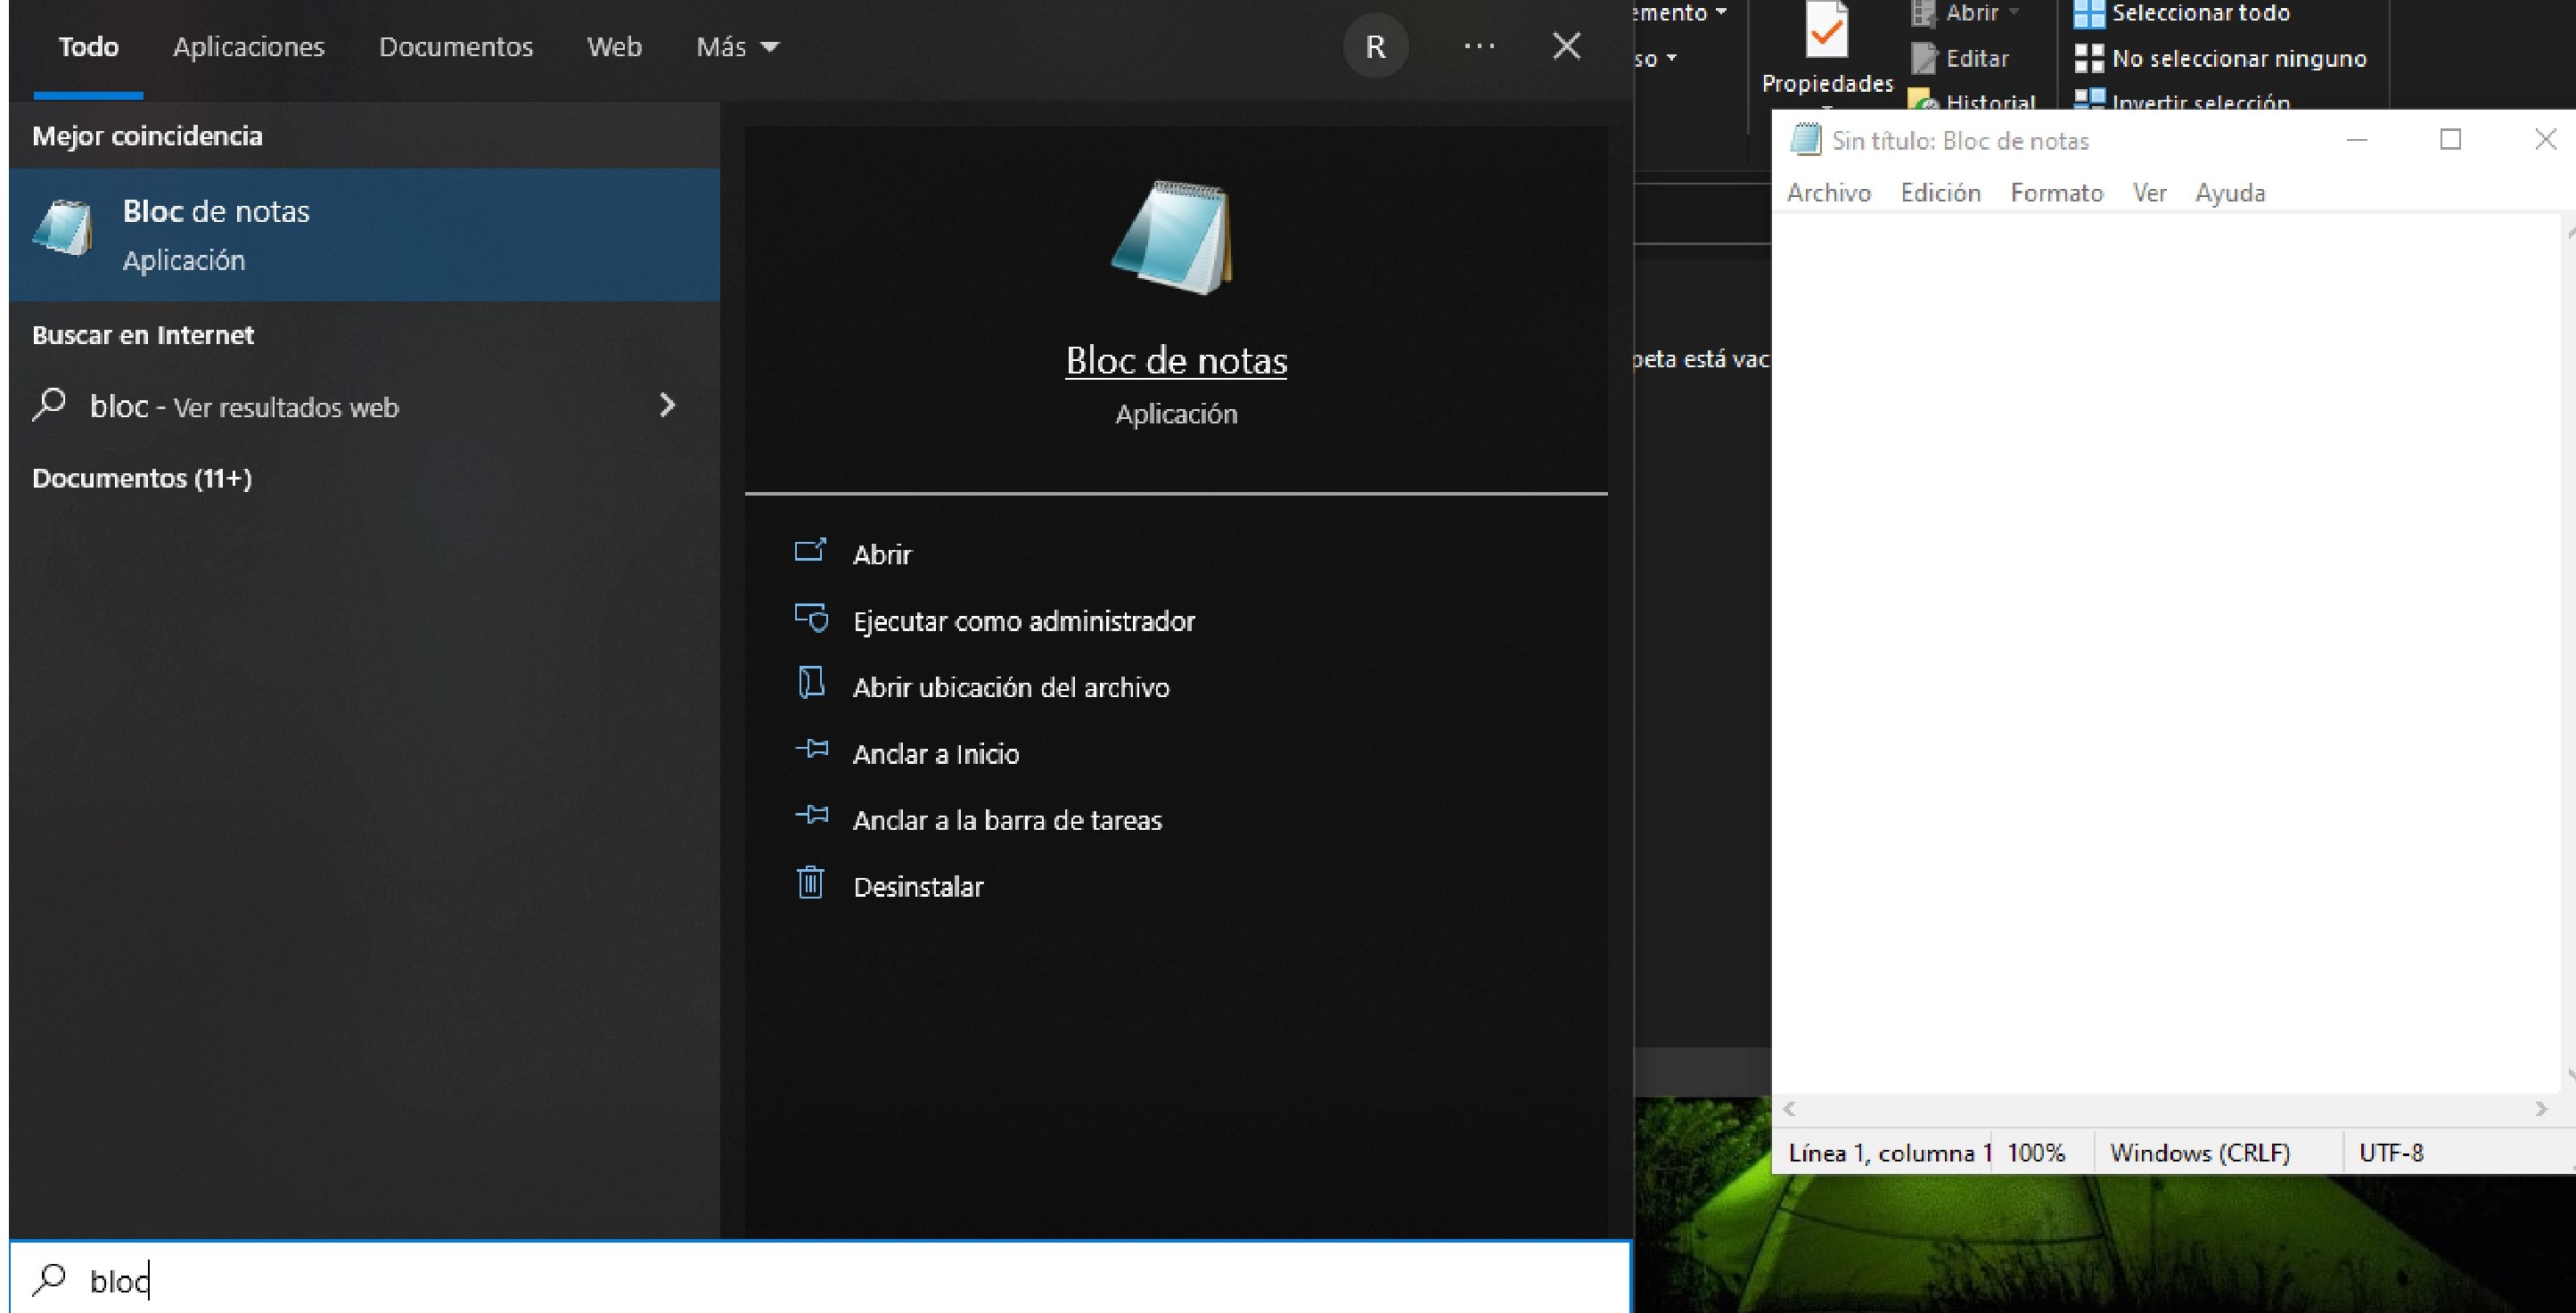 Todo Aplicaciones Documentos Web Más R
Mejor coincidencia
Bloc de notas
Aplicación
Buscar en Internet
bloc - Ver resultados web
Documentos (11+)
Bloc de notas
Aplicación
Abrir
Ejecutar como administrador
Abrir ubicación del archivo
Anclar a Inicio
Anclar a la barra de tareas
Desinstalar
bloc
emento
so
Propiedades
Abrir
Editar
Historial
Seleccionar todo
No seleccionar ninguno
Invertir selección
peta está vac
Sin título: Bloc de notas
Archivo Edición Formato Ver Ayuda
Línea 1, columna 1 100% Windows (CRLF) UTF-8